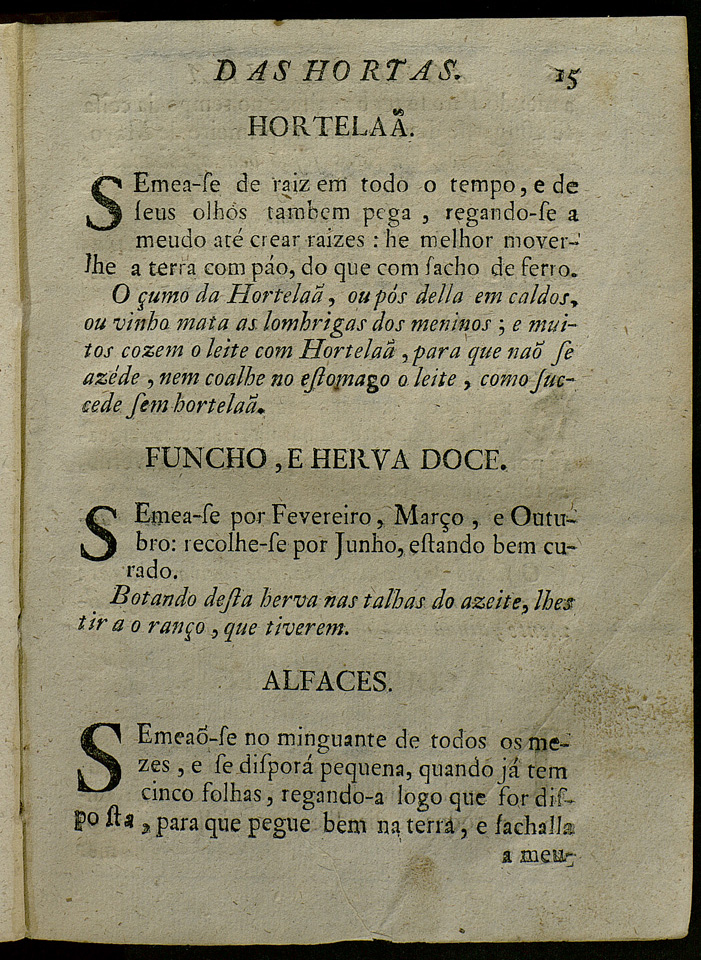 DAS HORTAS. 15
HORTELAÃ.
SEmea-ſe de raiz em todo o tempo, e de
ſeus olhos tambem pega , regando-ſe a
meudo até crear raizes : he melhor mover-
lhe a terra com páo, do que com ſacho de ferro.
O çumo da Hortelaã, ou pós della em caldos,
ou vinho mata as lombrigas dos meninos ; e mui-
tos cozem o leite com Hortelaã , para que naõ ſe
azéde , nem coalhe no eſtomago o leite , como ſuc-
cede ſem hortelaã.
FUNCHO , E HERVA DOCE.
SEmea-ſe por Fevereiro, Março , e Outu-
bro: recolhe-ſe por Junho, eſtando bem cu-
rado.
Botando deſta herva nas talhas do azeite, lhes
tira o ranço , que tiverem.
ALFACES.
SEmeaõ-ſe no minguante de todos os me-
zes , e ſe diſporá pequena, quando já tem
cinco folhas, regando-a logo que for diſ-
poſta, para que pegue bem na terra, e ſachalla
a meu-